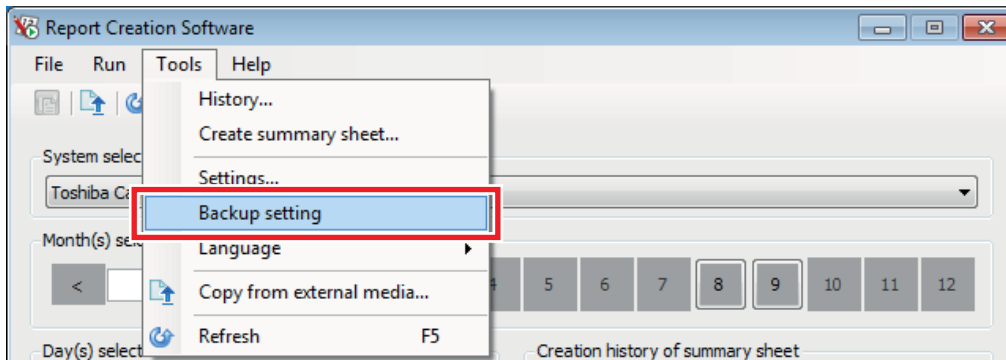 Report Creation Software
File Run Tools Help
History...
Create summary sheet...
System selec
Settings...
Toshiba Ca
Backup setting
Month(s) sele
Language
< 4 5 6 7 8 9 10 11 12
Copy from external media...
Refresh F5
Day(s) select
Creation history of summary sheet